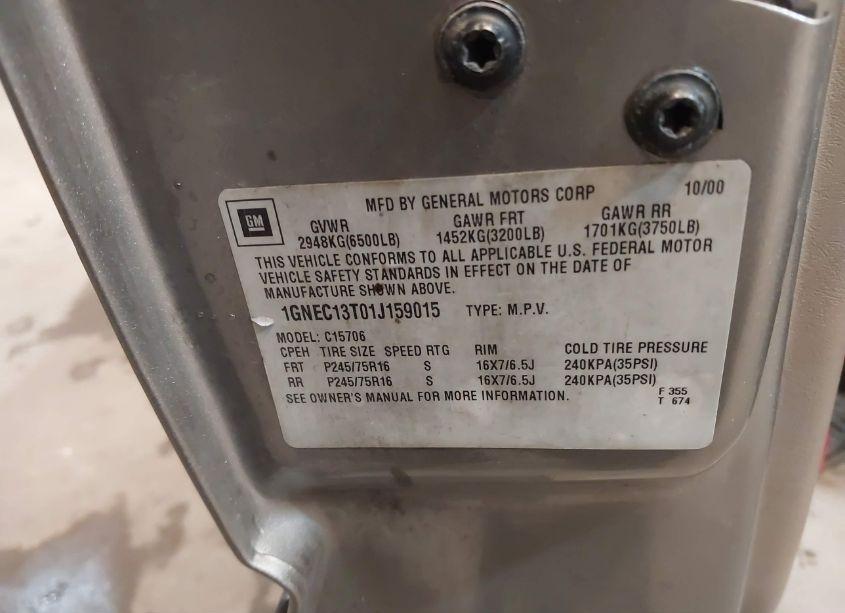 MFD BY GENERAL MOTORS CORP 10/00
GM
GVWR GAWR FRT GAWR RR
2948KG(6500LB) 1452KG(3200LB) 1701KG(3750LB)
THIS VEHICLE CONFORMS TO ALL APPLICABLE U.S. FEDERAL MOTOR
VEHICLE SAFETY STANDARDS IN EFFECT ON THE DATE OF
MANUFACTURE SHOWN ABOVE.
1GNEC13T01J159015 TYPE: M.P.V.
MODEL: C15706
CPEH TIRE SIZE SPEED RTG RIM COLD TIRE PRESSURE
FRT P245/75R16 S 16X7/6.5J 240KPA(35PSI)
RR P245/75R16 S 16X7/6.5J 240KPA(35PSI)
SEE OWNER'S MANUAL FOR MORE INFORMATION.
F 355
T 674